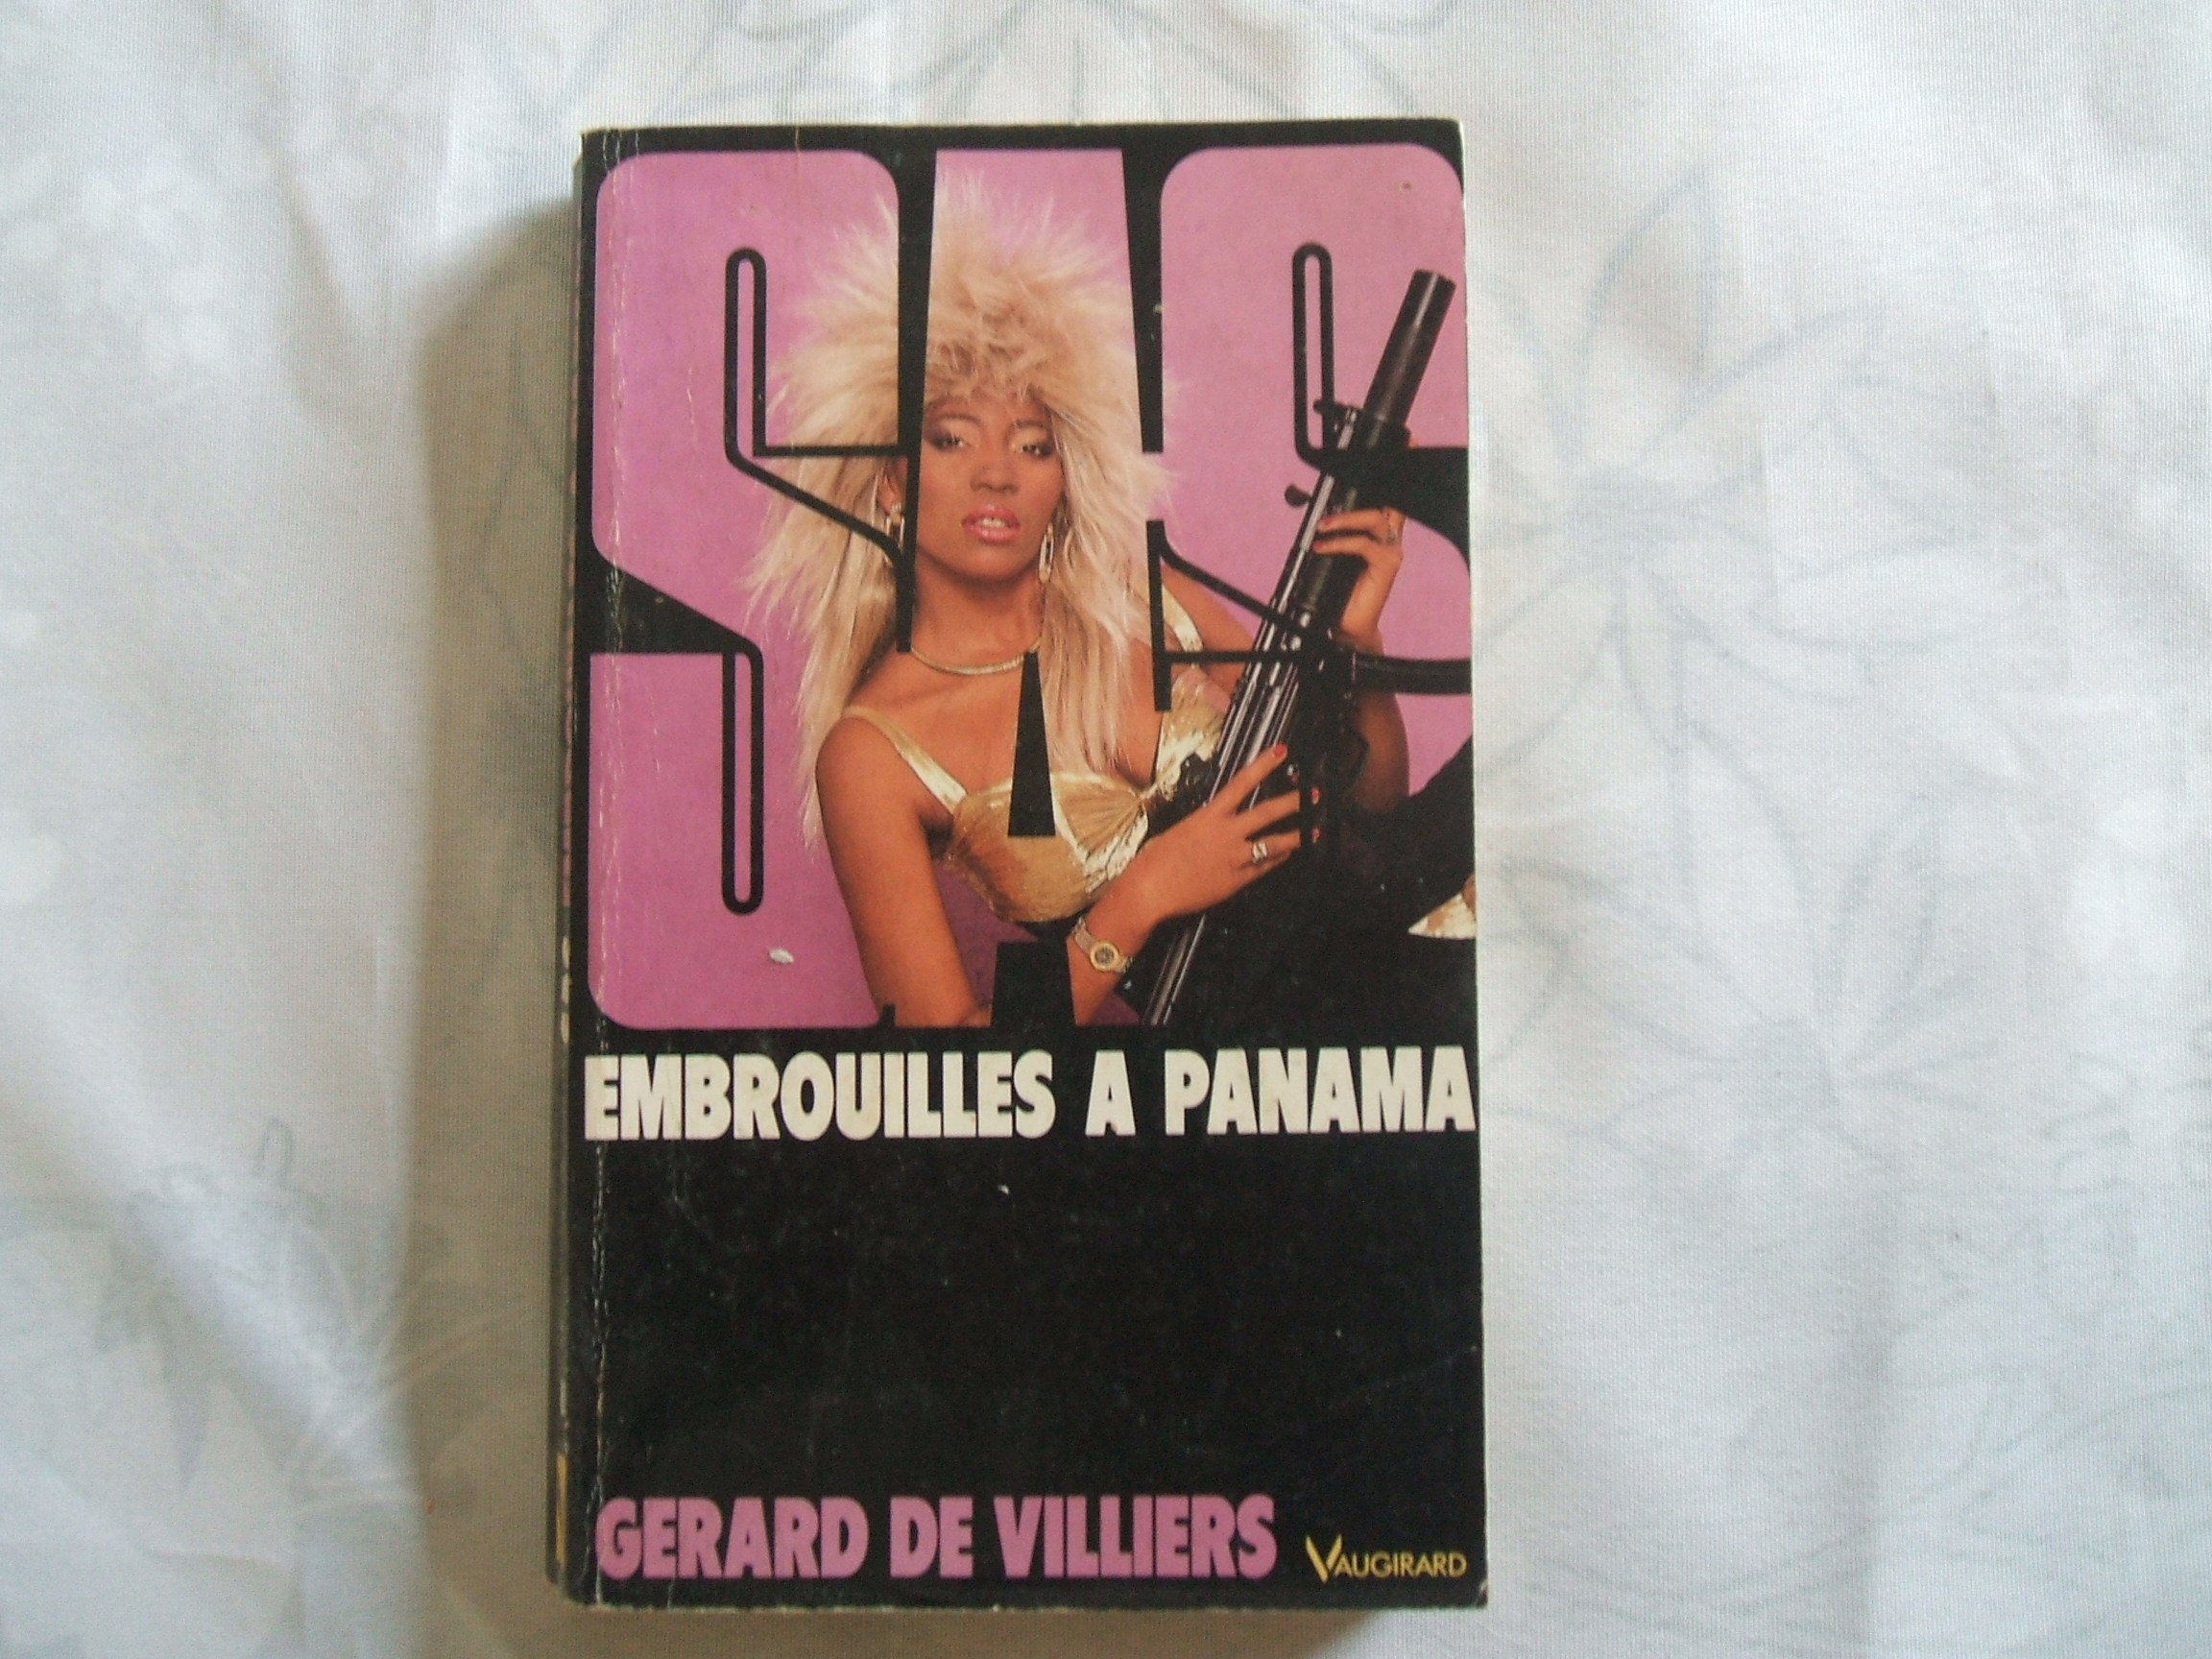 SAS
EMBROUILLES A PANAMA
GERARD DE VILLIERS
VAUGIRARD